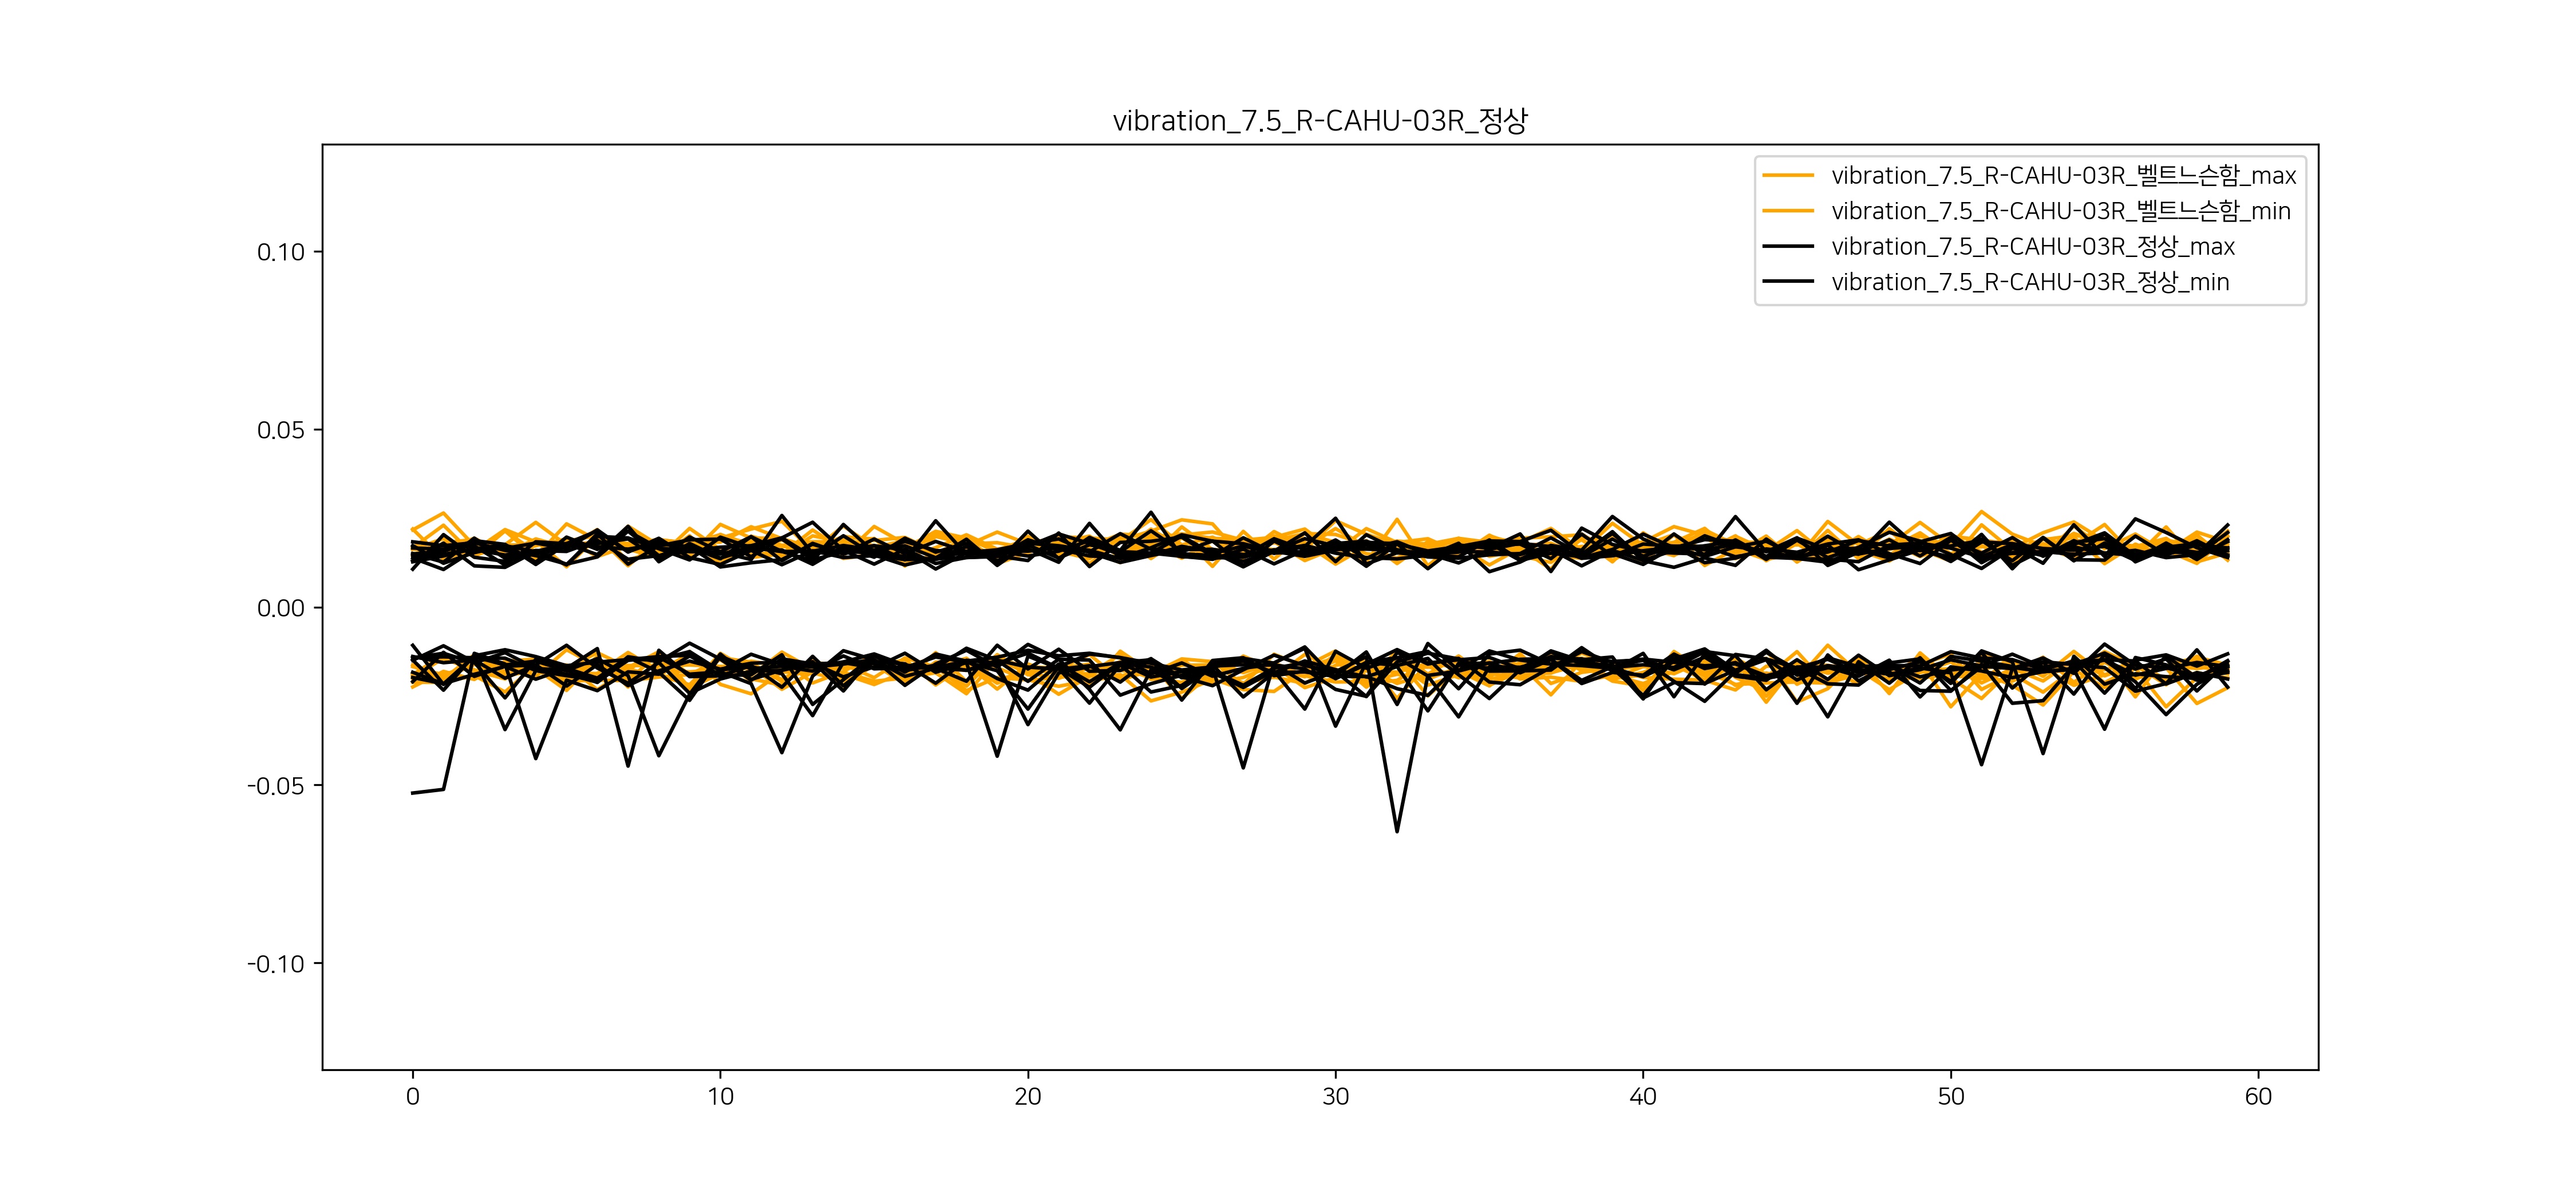 vibration_7.5_R-CAHU-03R_정상
vibration_7.5_R-CAHU-03R_벨트느슨함_max
vibration_7.5_R-CAHU-03R_벨트느슨함_min
vibration_7.5_R-CAHU-03R_정상_max
vibration_7.5_R-CAHU-03R_정상_min
0.10
0.05
0.00
-0.05
-0.10
0 10 20 30 40 50 60